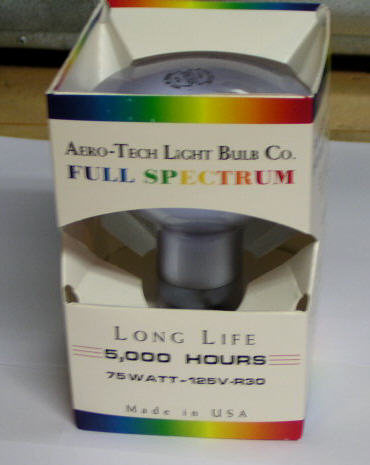 AERO-TECH LIGHT BULB CO.
FULL SPECTRUM
LONG LIFE
5,000 HOURS
75WATT-125V-R30
Made in USA